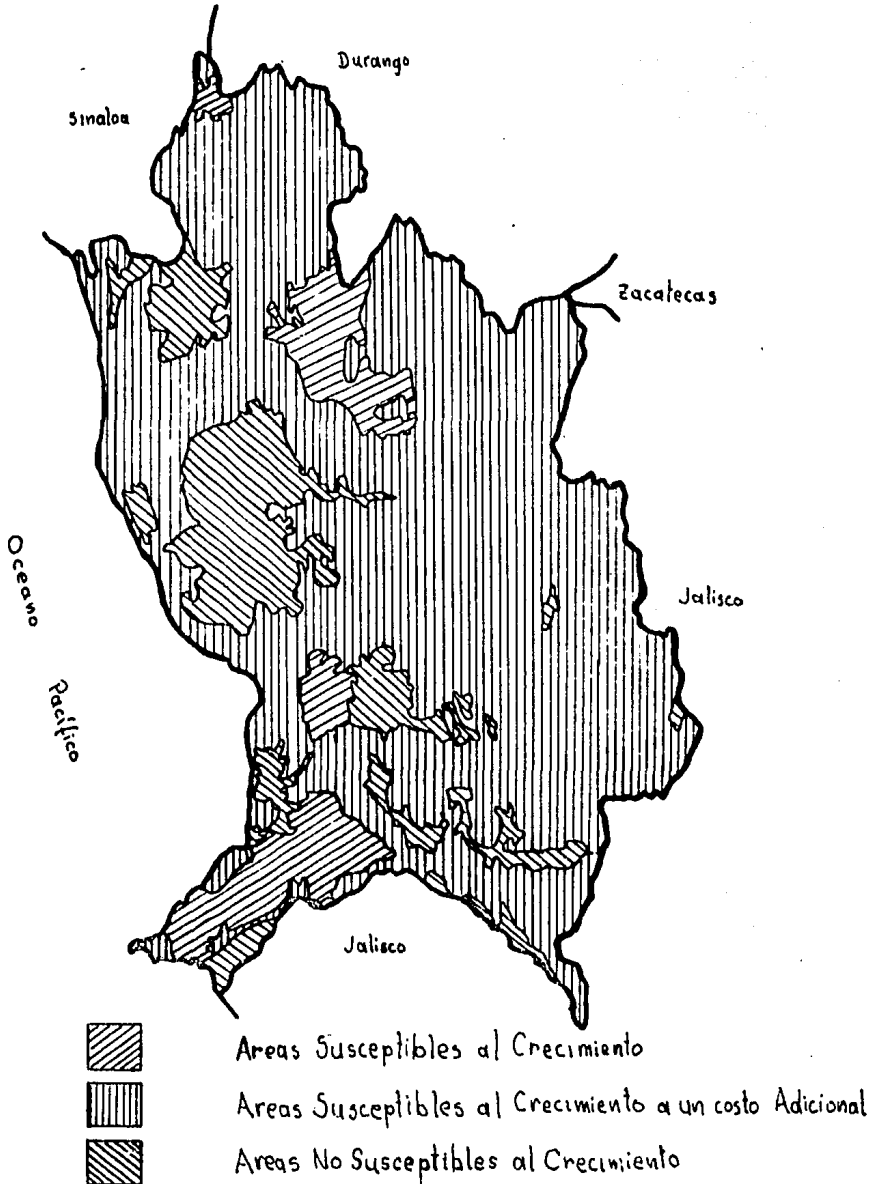 Durango
Sinaloa
Zacatecas
Oceano
Jalisco
Pacífico
Jalisco
Areas Susceptibles al Crecimiento
Areas Susceptibles al Crecimiento a un costo Adicional
Areas No Susceptibles al Crecimiento